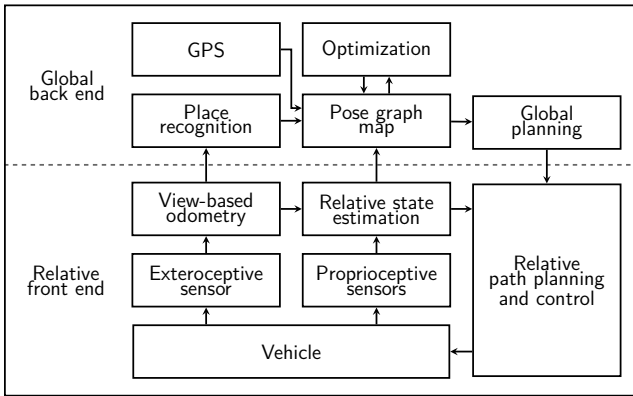 GPS
Optimization
Global
back end
Place
recognition
Pose graph
map
Global
planning
View-based
odometry
Relative state
estimation
Relative
front end
Exteroceptive
sensor
Proprioceptive
sensors
Relative
path planning
and control
Vehicle